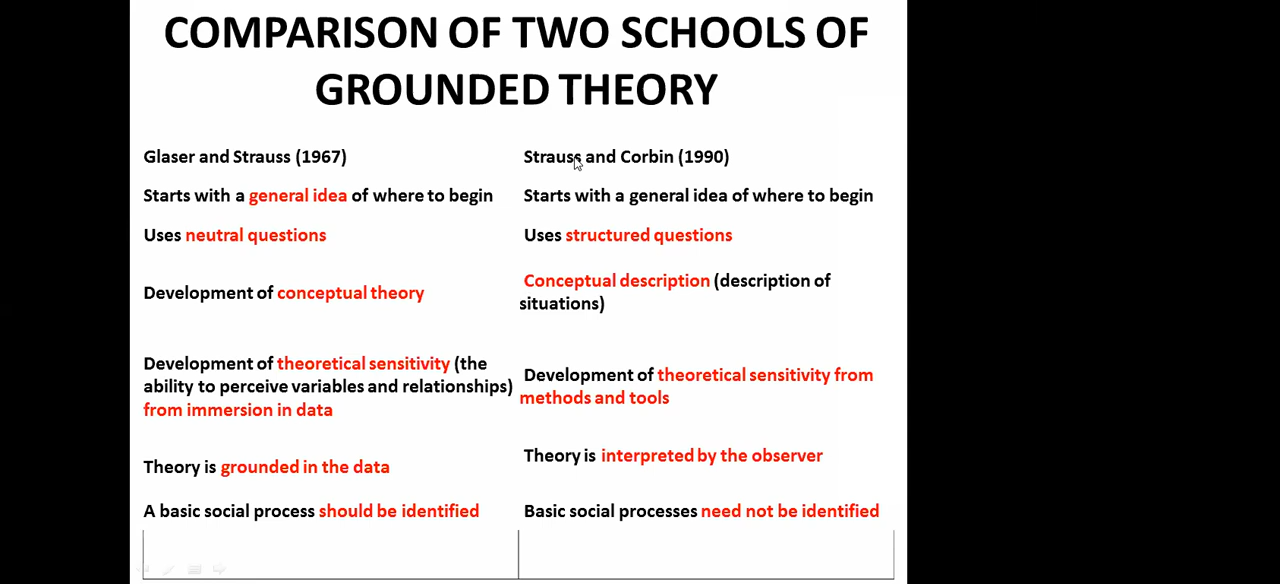 COMPARISON OF TWO SCHOOLS OF
GROUNDED THEORY
Glaser and Strauss (1967)
Strauss and Corbin (1990)
Starts with a general idea of where to begin
Starts with a general idea of where to begin
Uses neutral questions
Uses structured questions
Development of conceptual theory
Conceptual description (description of
situations)
Development of theoretical sensitivity (the
ability to perceive variables and relationships)
from immersion in data
Development of theoretical sensitivity from
methods and tools
Theory is grounded in the data
Theory is interpreted by the observer
A basic social process should be identified
Basic social processes need not be identified